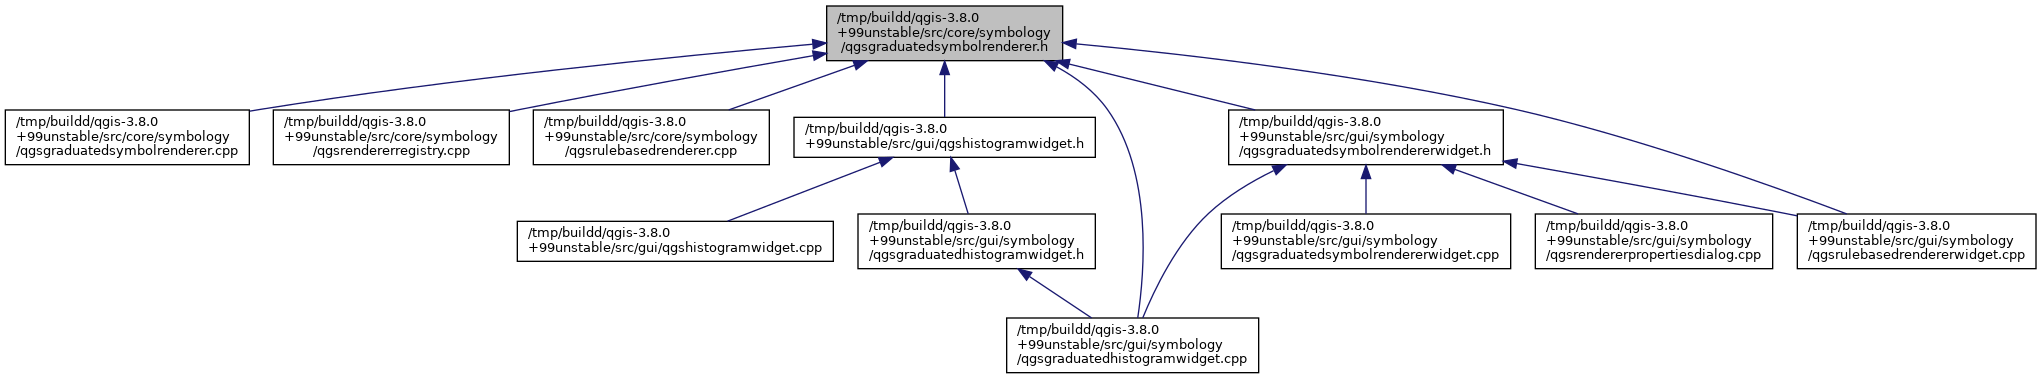 /tmp/buildd/qgis-3.8.0
+99unstable/src/core/symbology
/qgsgraduatedsymbolrenderer.h
/tmp/buildd/qgis-3.8.0
+99unstable/src/core/symbology
/qgsgraduatedsymbolrenderer.cpp
/tmp/buildd/qgis-3.8.0
+99unstable/src/core/symbology
/qgsrendererregistry.cpp
/tmp/buildd/qgis-3.8.0
+99unstable/src/core/symbology
/qgsrulebasedrenderer.cpp
/tmp/buildd/qgis-3.8.0
+99unstable/src/gui/qgshistogramwidget.h
/tmp/buildd/qgis-3.8.0
+99unstable/src/gui/symbology
/qgsgraduatedsymbolrendererwidget.h
/tmp/buildd/qgis-3.8.0
+99unstable/src/gui/qgshistogramwidget.cpp
/tmp/buildd/qgis-3.8.0
+99unstable/src/gui/symbology
/qgsgraduatedhistogramwidget.h
/tmp/buildd/qgis-3.8.0
+99unstable/src/gui/symbology
/qgsgraduatedsymbolrendererwidget.cpp
/tmp/buildd/qgis-3.8.0
+99unstable/src/gui/symbology
/qgsrendererpropertiesdialog.cpp
/tmp/buildd/qgis-3.8.0
+99unstable/src/gui/symbology
/qgsrulebasedrendererwidget.cpp
/tmp/buildd/qgis-3.8.0
+99unstable/src/gui/symbology
/qgsgraduatedhistogramwidget.cpp